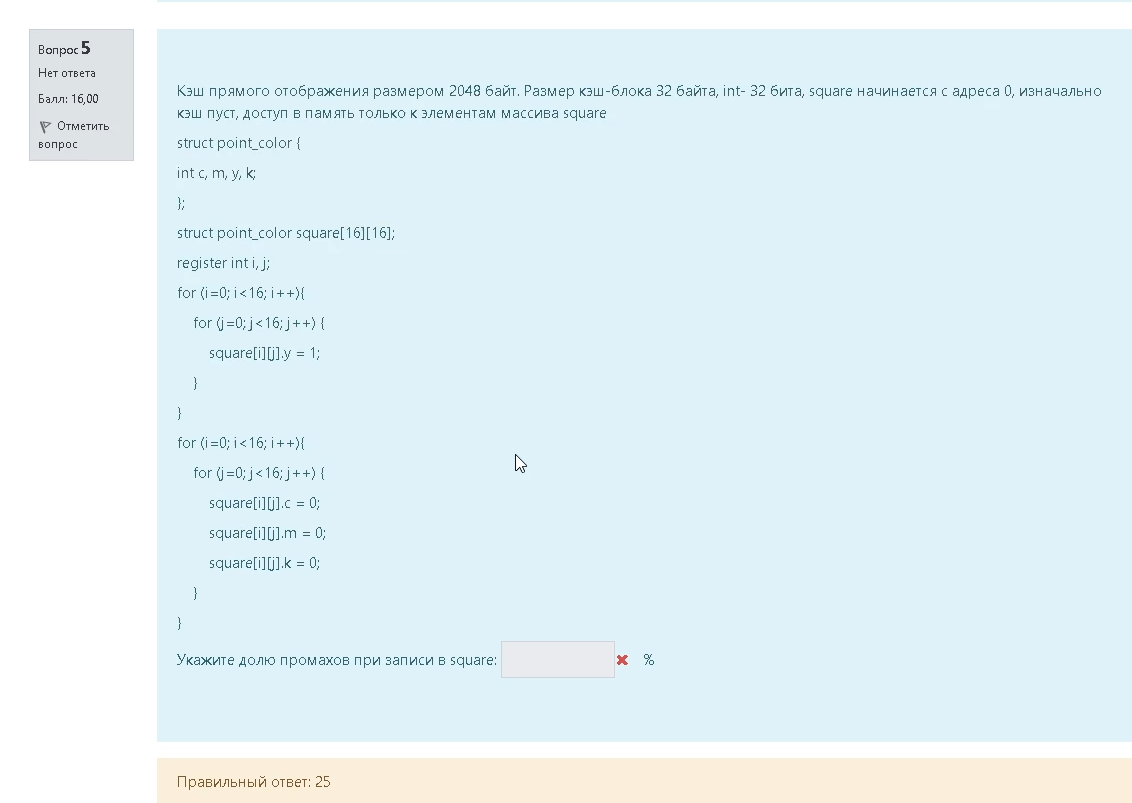 Вопрос 5
Нет ответа
Балл: 16,00
Отметить
вопрос
Кэш прямого отображения размером 2048 байт. Размер кэш-блока 32 байта, int- 32 бита, square начинается с адреса 0, изначально
кэш пуст, доступ в память только к элементам массива square
struct point_color {
int c, m, y, k;
};
struct point_color square[16][16];
register int i, j;
for (i=0; i<16; i++){
for (j=0; j<16; j++) {
square[i][j].y = 1;
}
}
for (i=0; i<16; i++){
for (j=0; j<16; j++) {
square[i][j].c = 0;
square[i][j].m = 0;
square[i][j].k = 0;
}
}
Укажите долю промахов при записи в square: %
Правильный ответ: 25